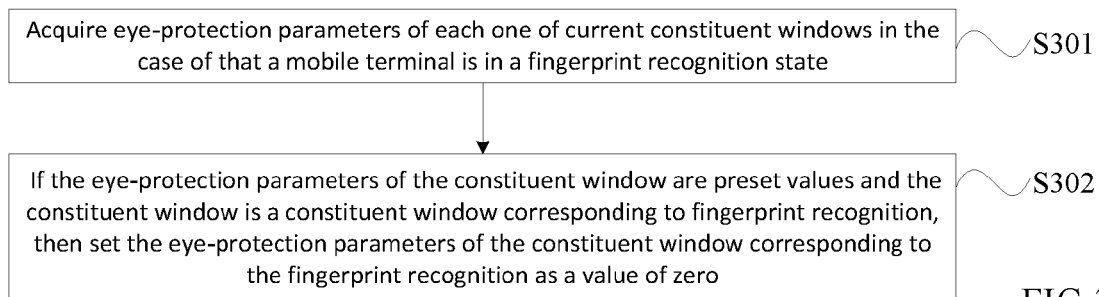 Acquire eye-protection parameters of each one of current constituent windows in the
case of that a mobile terminal is in a fingerprint recognition state
S301
If the eye-protection parameters of the constituent window are preset values and the
constituent window is a constituent window corresponding to fingerprint recognition,
then set the eye-protection parameters of the constituent window corresponding to
the fingerprint recognition as a value of zero
S302